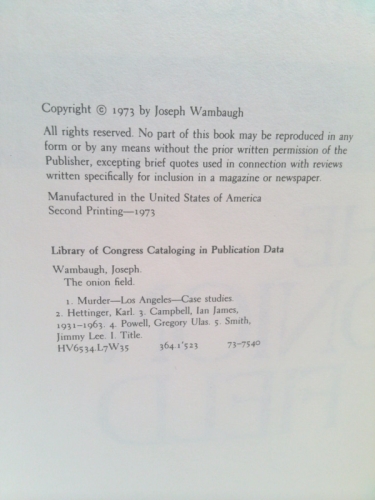 Copyright © 1973 by Joseph Wambaugh
All rights reserved. No part of this book may be reproduced in any
form or by any means without the prior written permission of the
Publisher, excepting brief quotes used in connection with reviews
written specifically for inclusion in a magazine or newspaper.
Manufactured in the United States of America
Second Printing—1973
Library of Congress Cataloging in Publication Data
Wambaugh, Joseph.
The onion field.
1. Murder—Los Angeles—Case studies.
2. Hettinger, Karl. 3. Campbell, Ian James,
1931–1963. 4. Powell, Gregory Ulas. 5. Smith,
Jimmy Lee. I. Title.
HV6534.L7W35 364.1'523 73-7540